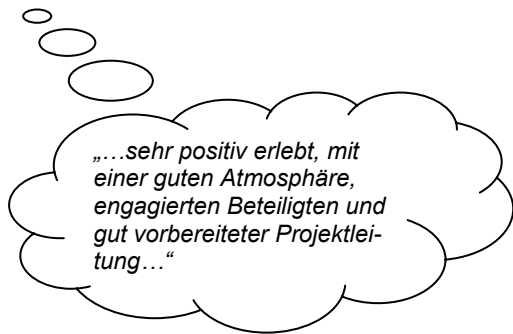 „…sehr positiv erlebt, mit
einer guten Atmosphäre,
engagierten Beteiligten und
gut vorbereiteter Projektlei-
tung…“